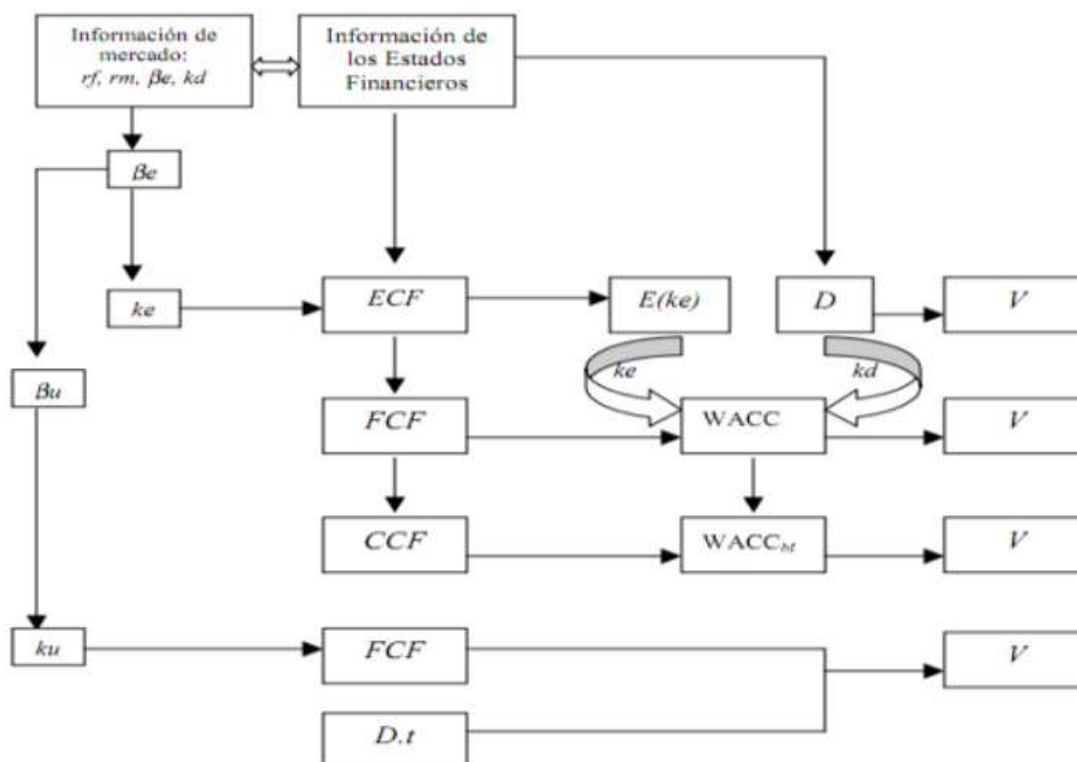 Información de
mercado:
rf, rm, βe, kd
Información de
los Estados
Financieros
βe
ke
ECF
E(ke)
D
V
ke
kd
βu
FCF
WACC
V
CCF
WACCbt
V
ku
FCF
V
D.t